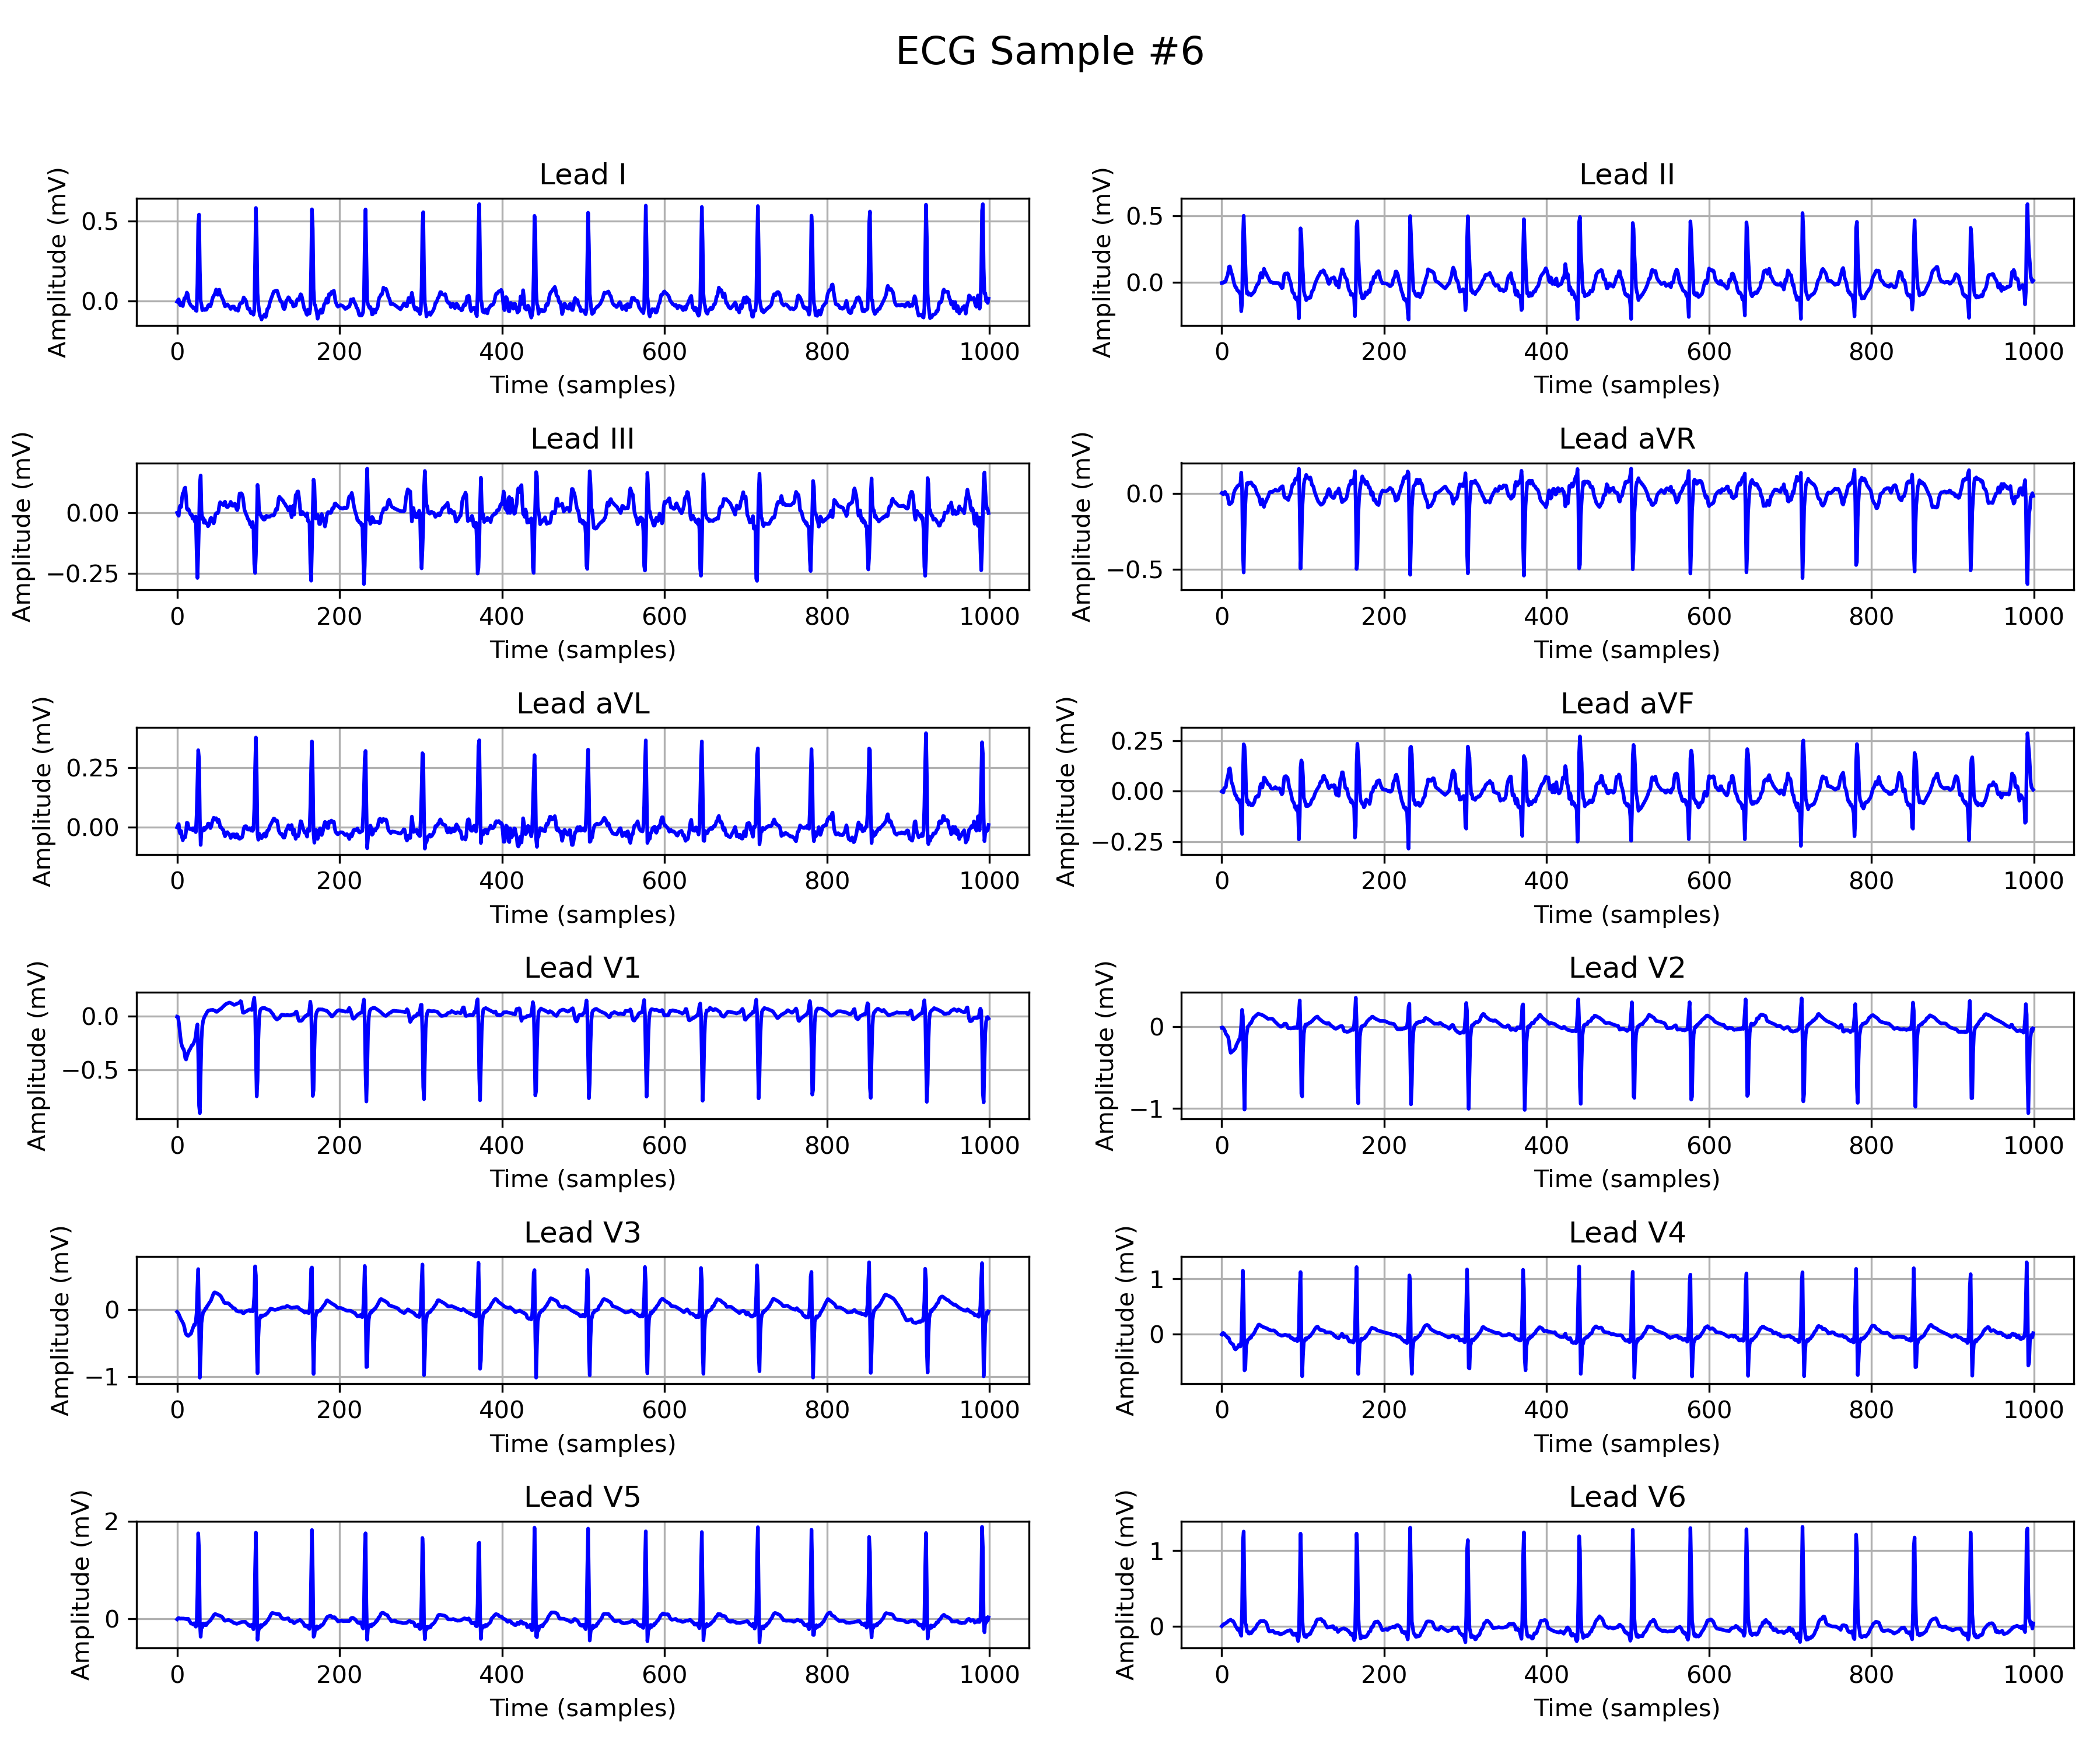 ECG Sample #6
Lead I
Amplitude (mV)
0.5
0.0
0 200 400 600 800 1000
Time (samples)
Lead II
Amplitude (mV)
0.5
0.0
0 200 400 600 800 1000
Time (samples)
Lead III
Amplitude (mV)
0.00
−0.25
0 200 400 600 800 1000
Time (samples)
Lead aVR
Amplitude (mV)
0.0
−0.5
0 200 400 600 800 1000
Time (samples)
Lead aVL
Amplitude (mV)
0.25
0.00
0 200 400 600 800 1000
Time (samples)
Lead aVF
Amplitude (mV)
0.25
0.00
−0.25
0 200 400 600 800 1000
Time (samples)
Lead V1
Amplitude (mV)
0.0
−0.5
0 200 400 600 800 1000
Time (samples)
Lead V2
Amplitude (mV)
0
−1
0 200 400 600 800 1000
Time (samples)
Lead V3
Amplitude (mV)
0
−1
0 200 400 600 800 1000
Time (samples)
Lead V4
Amplitude (mV)
1
0
0 200 400 600 800 1000
Time (samples)
Lead V5
Amplitude (mV)
2
0
0 200 400 600 800 1000
Time (samples)
Lead V6
Amplitude (mV)
1
0
0 200 400 600 800 1000
Time (samples)